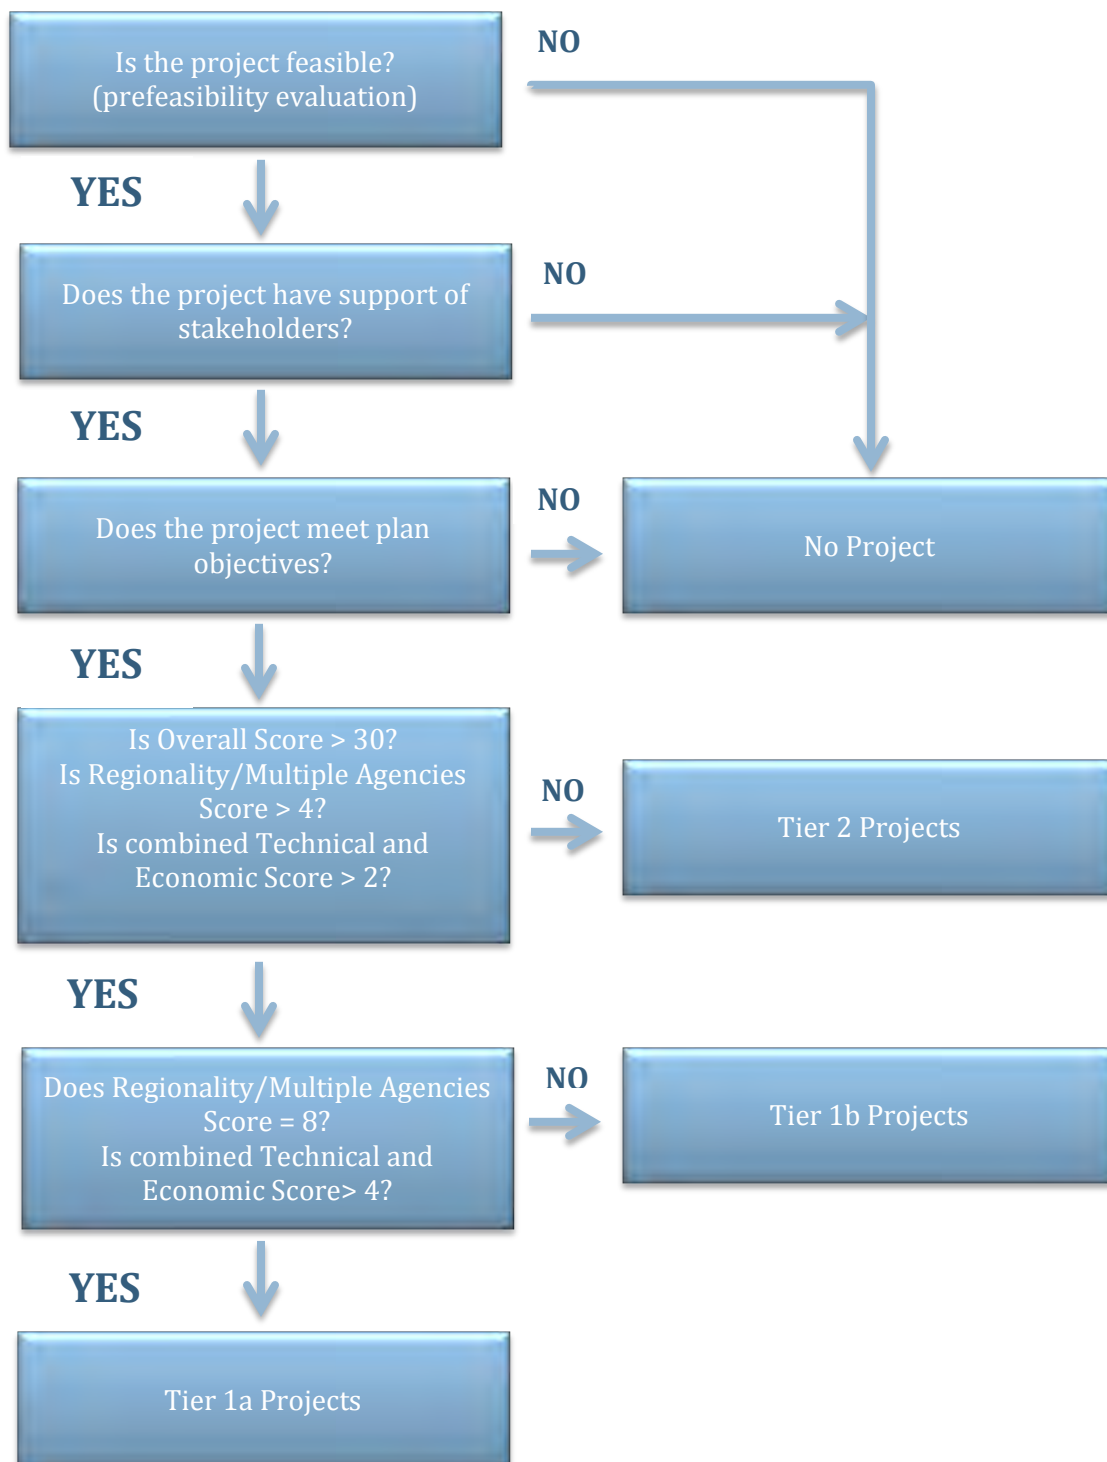 Is the project feasible?
(prefeasibility evaluation)
NO
YES
Does the project have support of
stakeholders?
NO
YES
Does the project meet plan
objectives?
NO
No Project
YES
Is Overall Score > 30?
Is Regionality/Multiple Agencies
Score > 4?
Is combined Technical and
Economic Score > 2?
NO
Tier 2 Projects
YES
Does Regionality/Multiple Agencies
Score = 8?
Is combined Technical and
Economic Score> 4?
NO
Tier 1b Projects
YES
Tier 1a Projects